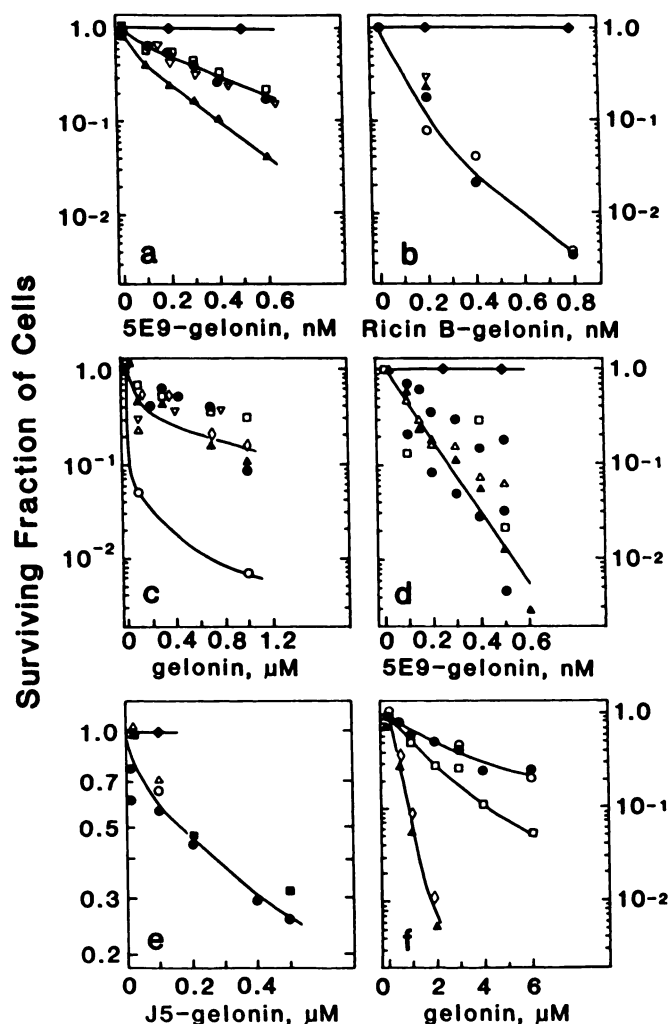 1.0
10-1
10-2
a
0 0.2 0.4 0.6
5E9-gelonin, nM
1.0
10-1
10-2
b
0 0.2 0.4 0.6 0.8
Ricin B-gelonin, nM
Surviving Fraction of Cells
1.0
10-1
10-2
c
0 0.4 0.8 1.2
gelonin, μM
1.0
10-1
10-2
d
0 0.2 0.4 0.6
5E9-gelonin, nM
1.0
0.7
0.5
0.3
0.2
e
0 0.2 0.4
J5-gelonin, μM
1.0
10-1
10-2
f
0 2 4 6
gelonin, μM